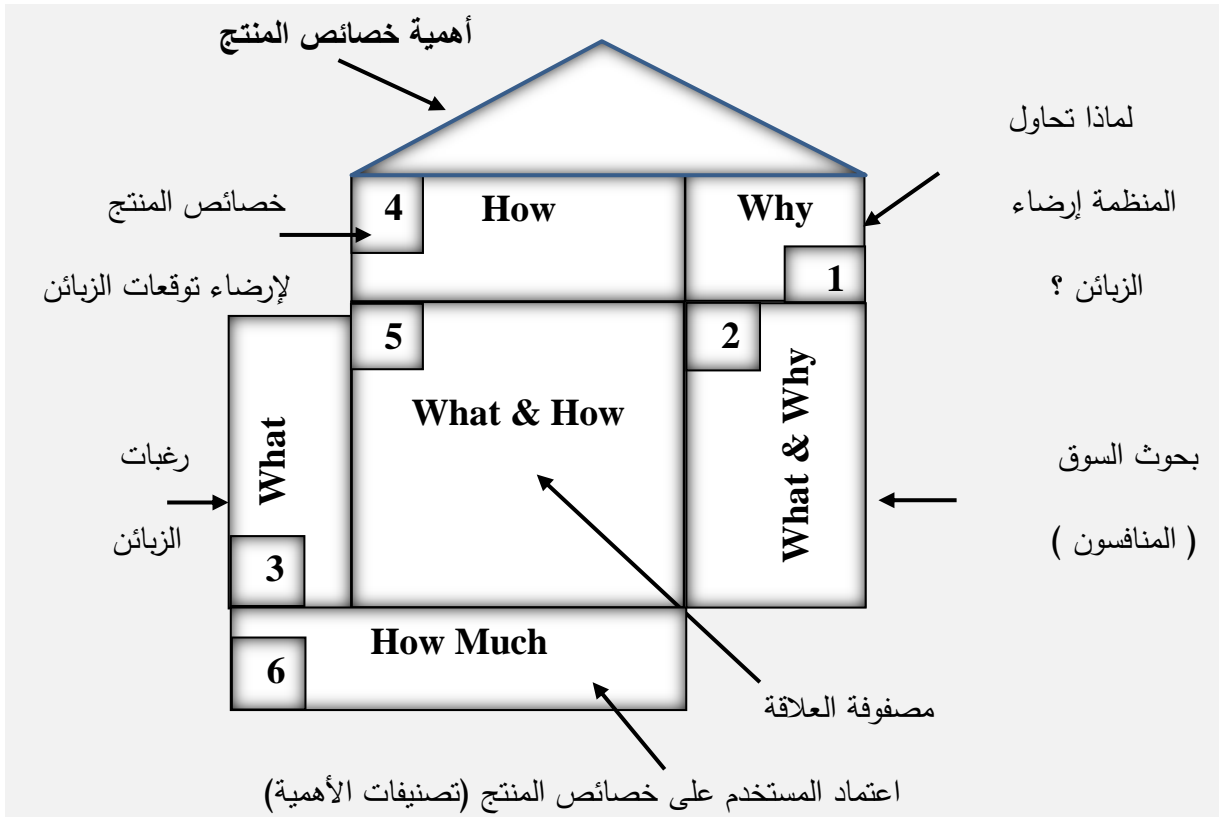 أهمية خصائص المنتج
لماذا تحاول
المنظمة إرضاء
الزبائن ؟
خصائص المنتج
لإرضاء توقعات الزبائن
4
How
Why
1
5
2
What & How
What & Why
What
3
رغبات
الزبائن
بحوث السوق
( المنافسون )
How Much
6
مصفوفة العلاقة
اعتماد المستخدم على خصائص المنتج (تصنيفات الأهمية)